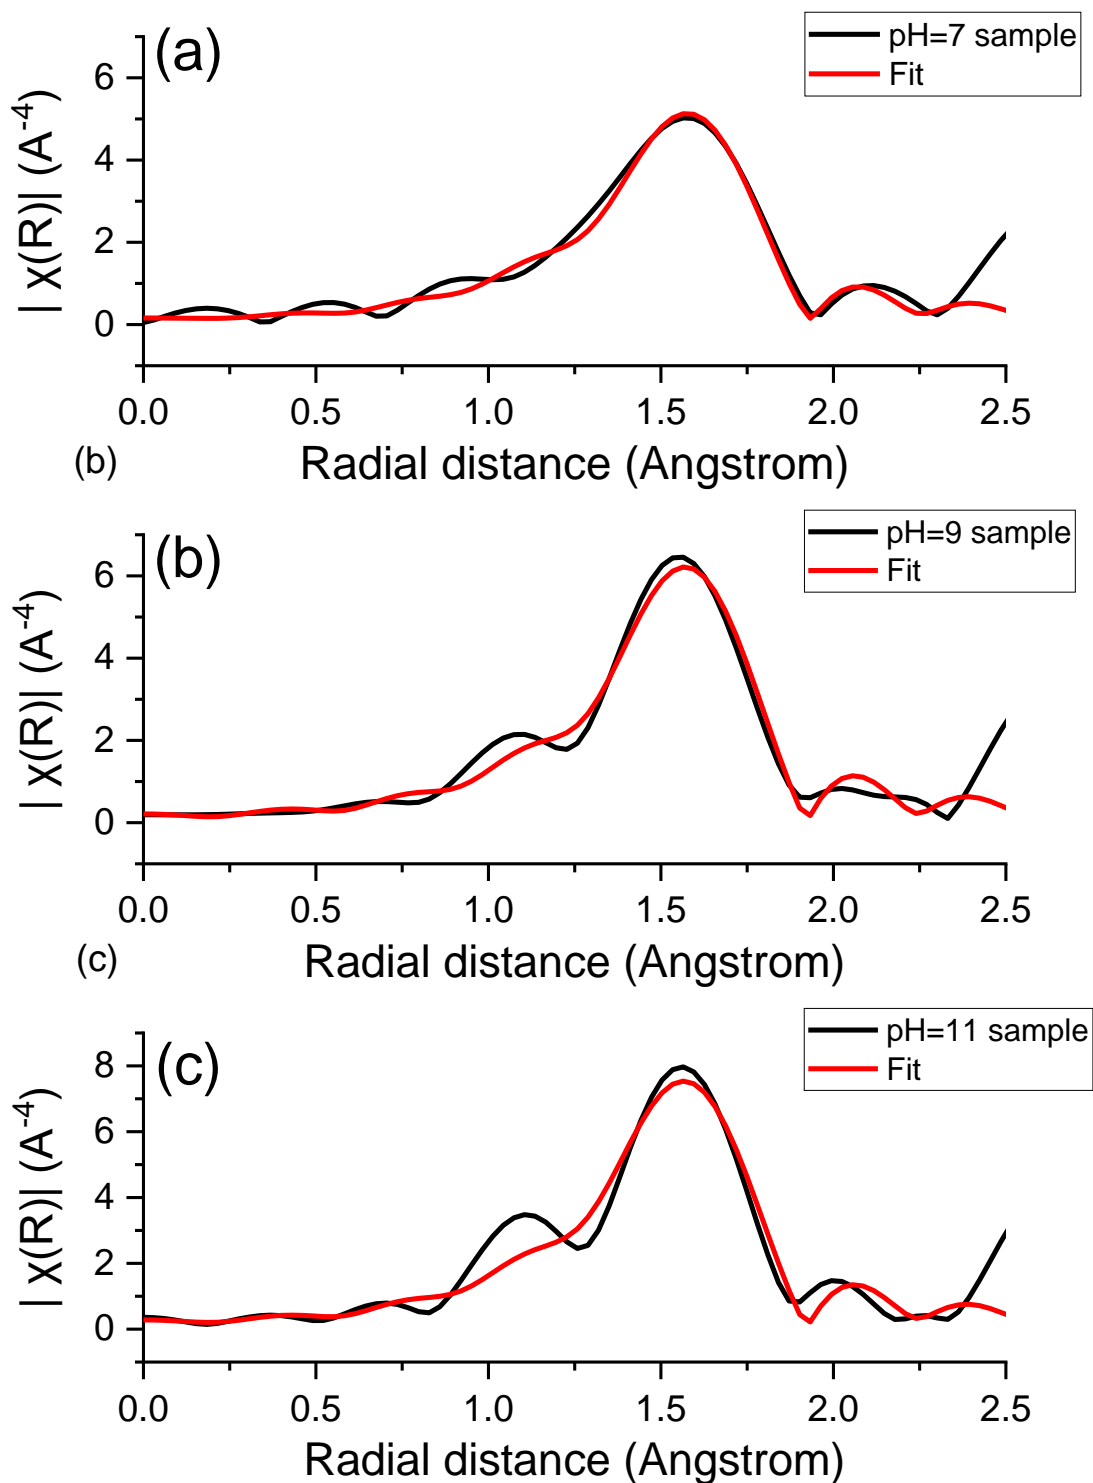 (a)
pH=7 sample
Fit
| χ(R)| (A-4)
6
4
2
0
0.0 0.5 1.0 1.5 2.0 2.5
(b) Radial distance (Angstrom)
(b)
pH=9 sample
Fit
| χ(R)| (A-4)
6
4
2
0
0.0 0.5 1.0 1.5 2.0 2.5
(c) Radial distance (Angstrom)
(c)
pH=11 sample
Fit
| χ(R)| (A-4)
8
6
4
2
0
0.0 0.5 1.0 1.5 2.0 2.5
Radial distance (Angstrom)